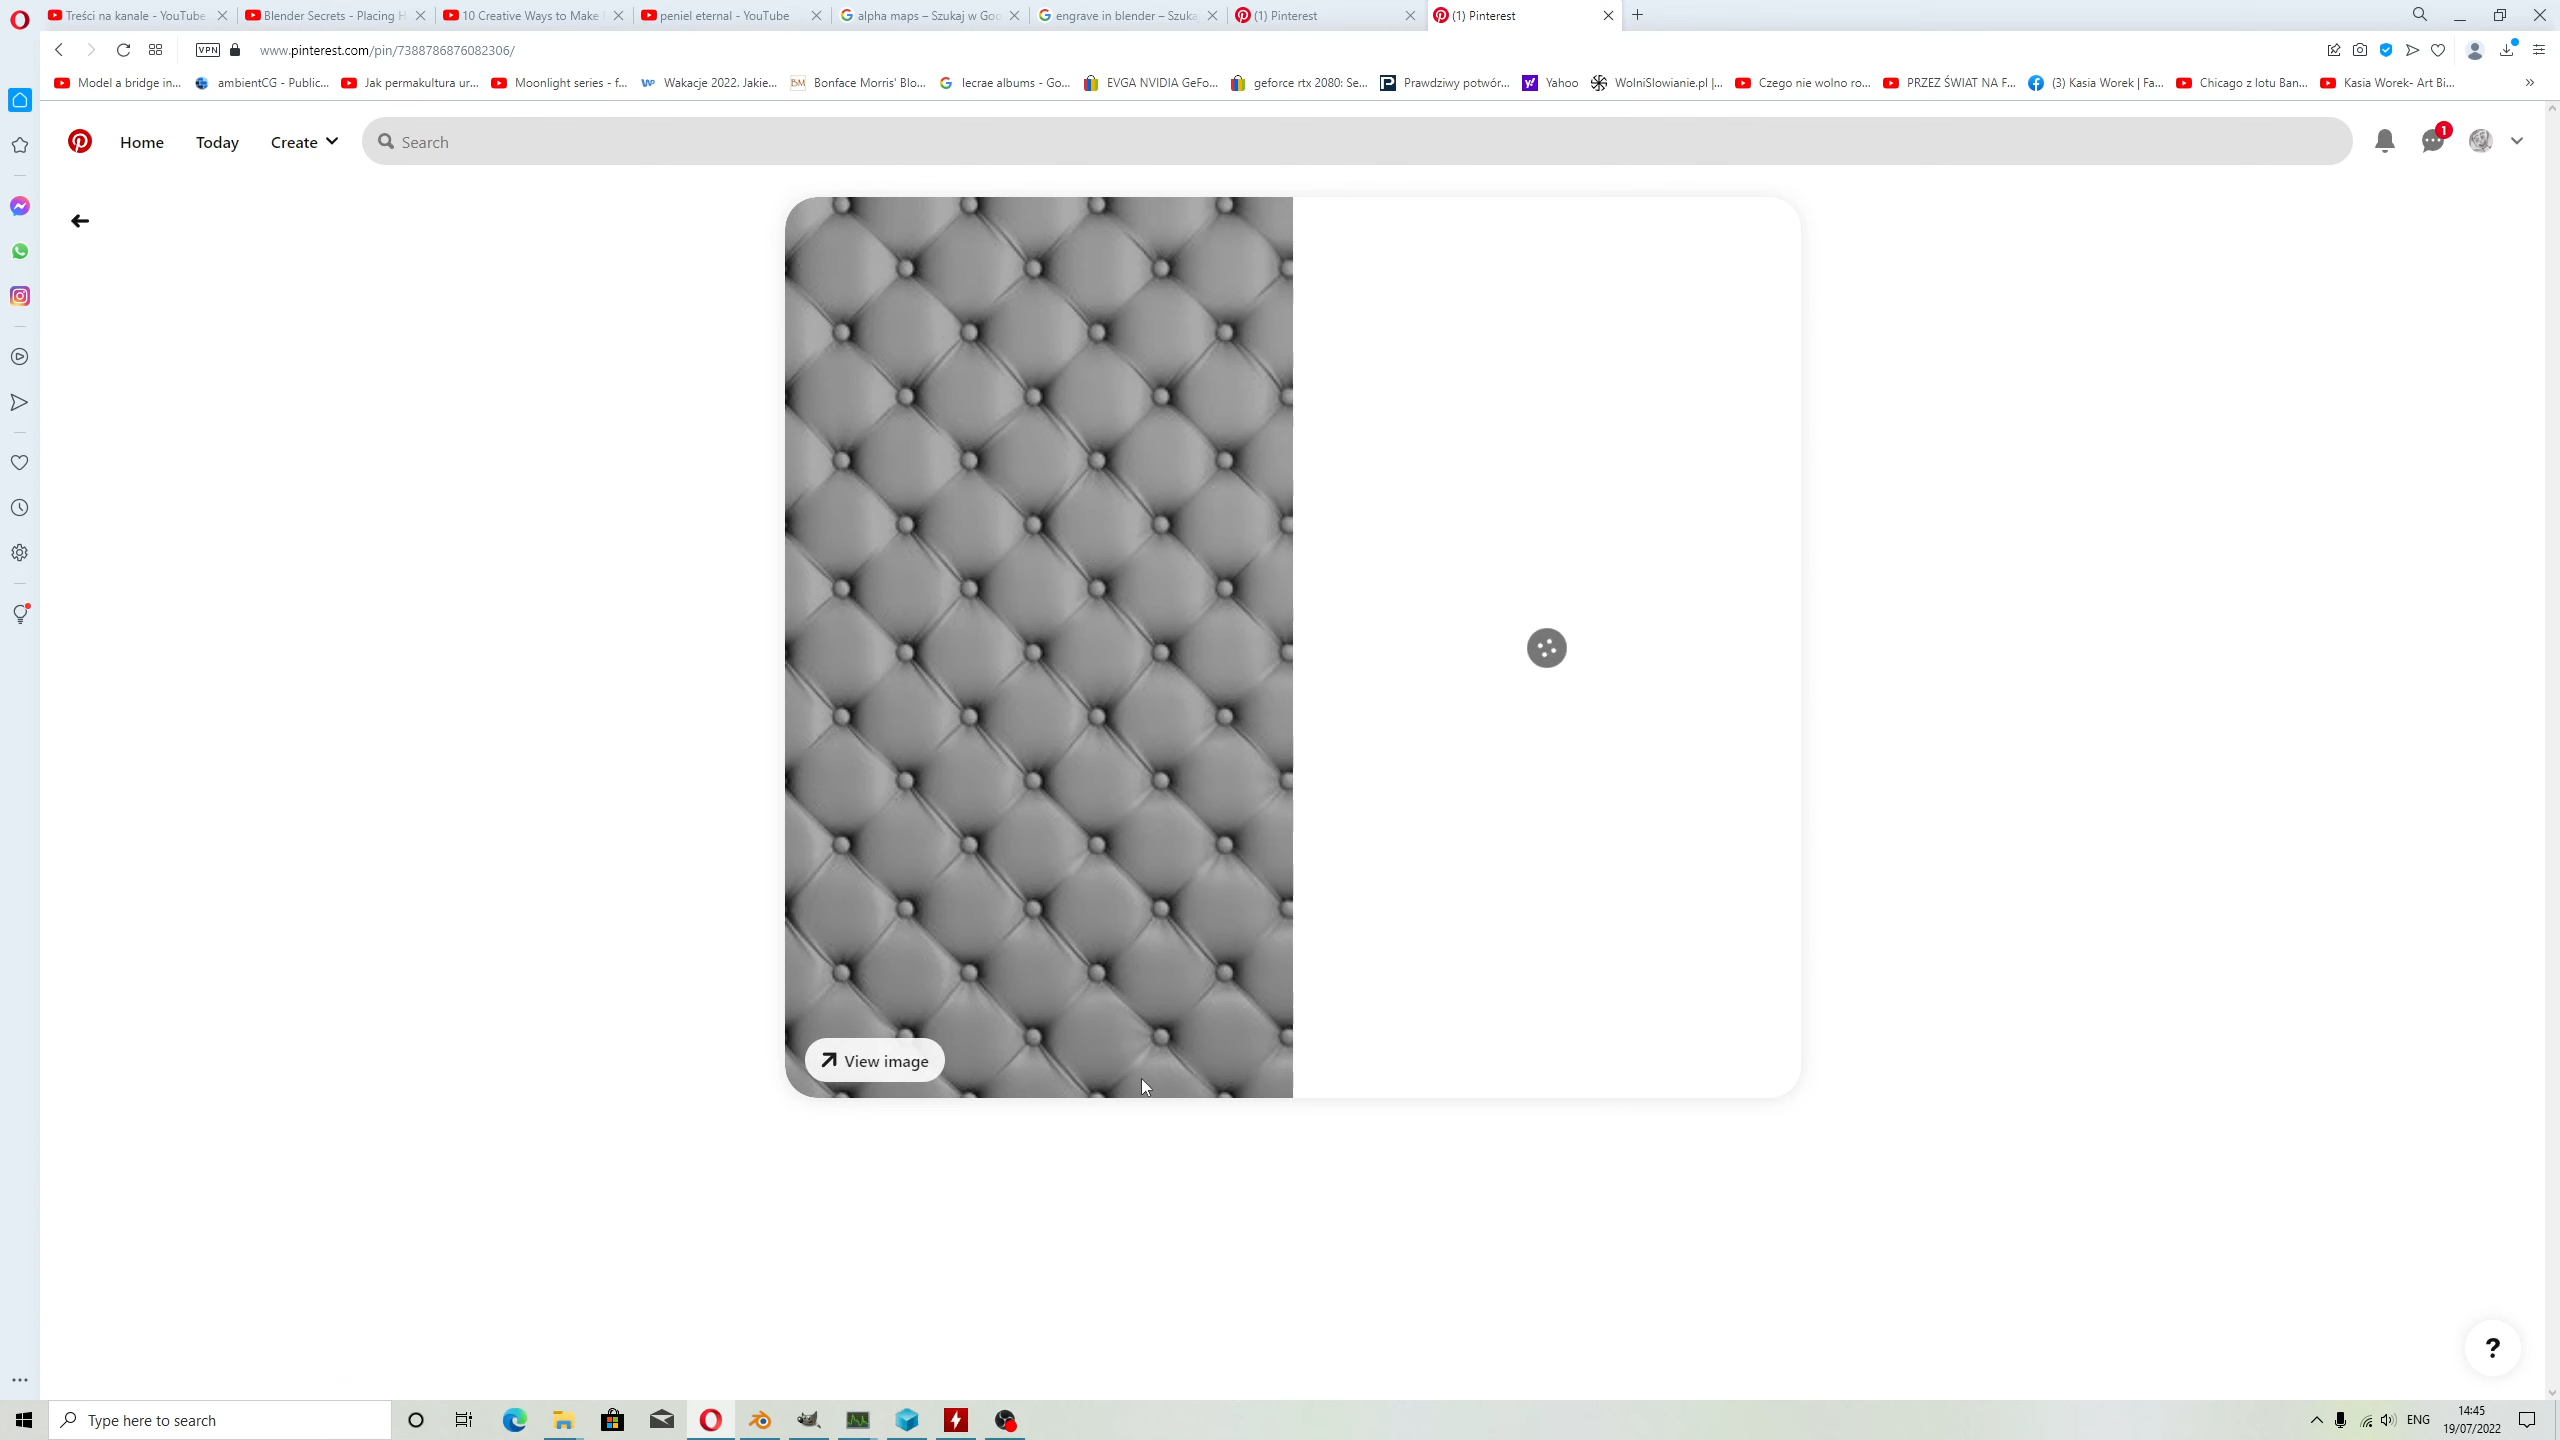 Treści na kanale - YouTube
Blender Secrets - Placing H
10 Creative Ways to Make
peniel eternal - YouTube
alpha maps – Szukaj w Goo
engrave in blender – Szuka
(1) Pinterest
(1) Pinterest
VPN
www.pinterest.com/pin/7388786876082306/
Model a bridge in...
ambientCG - Public...
Jak permakultura ur...
Moonlight series - f...
WP
Wakacje 2022. Jakie...
BM
Bonface Morris' Blo...
lecrae albums - Go...
EVGA NVIDIA GeFo...
geforce rtx 2080: Se...
Prawdziwy potwór...
Yahoo
WolniSlowianie.pl |...
Czego nie wolno ro...
PRZEZ ŚWIAT NA F...
(3) Kasia Worek | Fa...
Chicago z lotu Ban...
Kasia Worek- Art Bi...
Home
Today
Create
Search
1
View image
?
Type here to search
ENG
14:45
19/07/2022